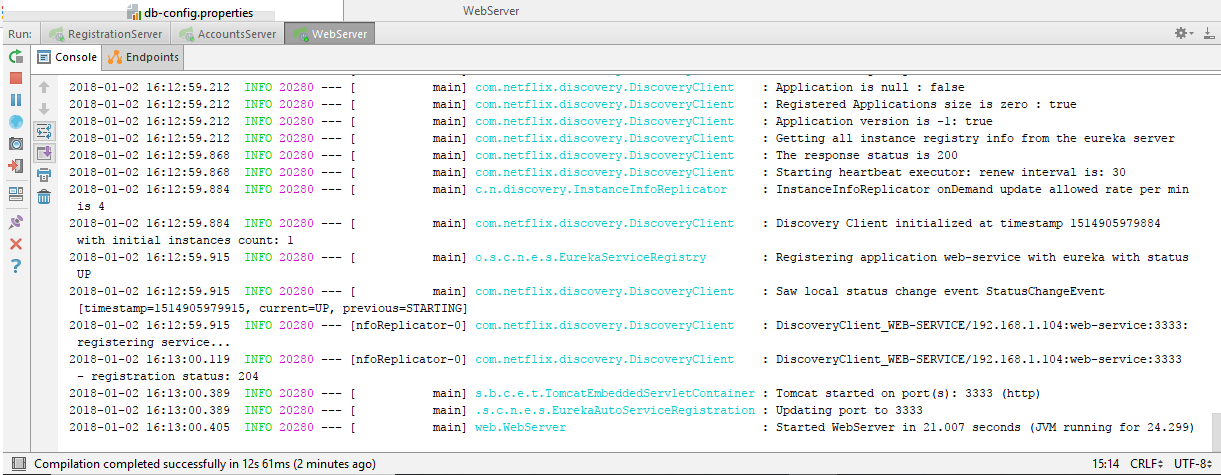 db-config.properties
WebServer
Run: RegistrationServer AccountsServer WebServer
Console Endpoints
2018-01-02 16:12:59.212 INFO 20280 --- [ main] com.netflix.discovery.DiscoveryClient : Application is null : false
2018-01-02 16:12:59.212 INFO 20280 --- [ main] com.netflix.discovery.DiscoveryClient : Registered Applications size is zero : true
2018-01-02 16:12:59.212 INFO 20280 --- [ main] com.netflix.discovery.DiscoveryClient : Application version is -1: true
2018-01-02 16:12:59.212 INFO 20280 --- [ main] com.netflix.discovery.DiscoveryClient : Getting all instance registry info from the eureka server
2018-01-02 16:12:59.868 INFO 20280 --- [ main] com.netflix.discovery.DiscoveryClient : The response status is 200
2018-01-02 16:12:59.868 INFO 20280 --- [ main] com.netflix.discovery.DiscoveryClient : Starting heartbeat executor: renew interval is: 30
2018-01-02 16:12:59.884 INFO 20280 --- [ main] c.n.discovery.InstanceInfoReplicator : InstanceInfoReplicator onDemand update allowed rate per min
is 4
2018-01-02 16:12:59.884 INFO 20280 --- [ main] com.netflix.discovery.DiscoveryClient : Discovery Client initialized at timestamp 1514905979884
with initial instances count: 1
2018-01-02 16:12:59.915 INFO 20280 --- [ main] o.s.c.n.e.s.EurekaServiceRegistry : Registering application web-service with eureka with status
UP
2018-01-02 16:12:59.915 INFO 20280 --- [ main] com.netflix.discovery.DiscoveryClient : Saw local status change event StatusChangeEvent
[timestamp=1514905979915, current=UP, previous=STARTING]
2018-01-02 16:12:59.915 INFO 20280 --- [nfoReplicator-0] com.netflix.discovery.DiscoveryClient : DiscoveryClient_WEB-SERVICE/192.168.1.104:web-service:3333:
registering service...
2018-01-02 16:13:00.119 INFO 20280 --- [nfoReplicator-0] com.netflix.discovery.DiscoveryClient : DiscoveryClient_WEB-SERVICE/192.168.1.104:web-service:3333
- registration status: 204
2018-01-02 16:13:00.389 INFO 20280 --- [ main] s.b.c.e.t.TomcatEmbeddedServletContainer : Tomcat started on port(s): 3333 (http)
2018-01-02 16:13:00.389 INFO 20280 --- [ main] .s.c.n.e.s.EurekaAutoServiceRegistration : Updating port to 3333
2018-01-02 16:13:00.405 INFO 20280 --- [ main] web.WebServer : Started WebServer in 21.007 seconds (JVM running for 24.299)
Compilation completed successfully in 12s 61ms (2 minutes ago) 15:14 CRLF UTF-8